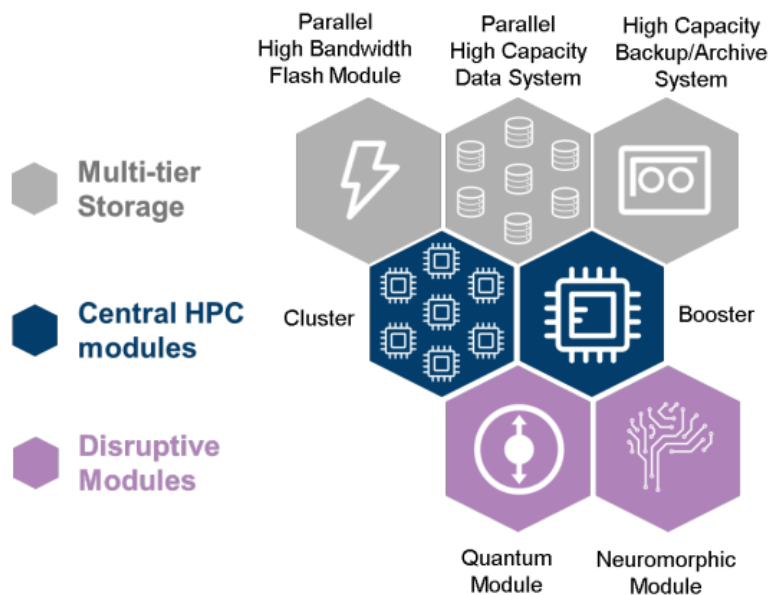 Parallel
High Bandwidth
Flash Module
Parallel
High Capacity
Data System
High Capacity
Backup/Archive
System
Multi-tier
Storage
Central HPC
modules
Cluster
Booster
Disruptive
Modules
Quantum
Module
Neuromorphic
Module